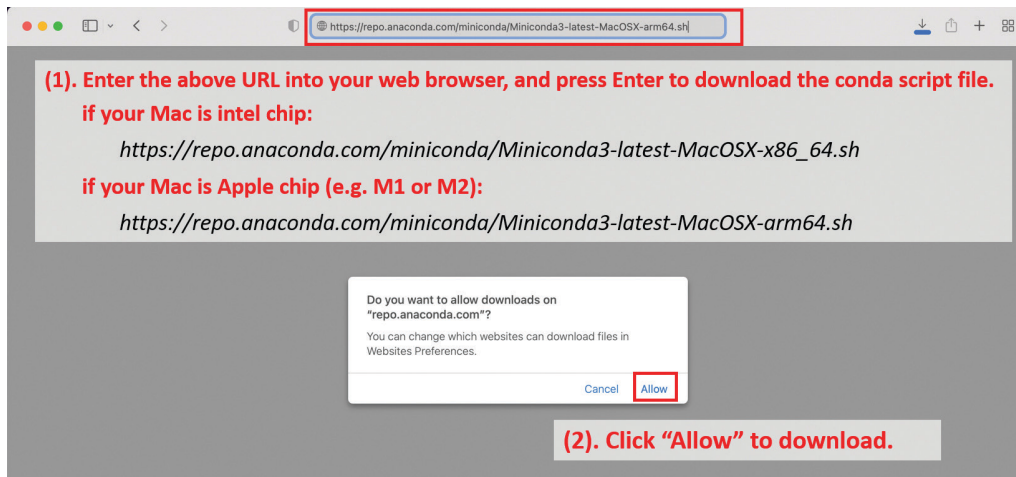 https://repo.anaconda.com/miniconda/Miniconda3-latest-MacOSX-arm64.sh
(1). Enter the above URL into your web browser, and press Enter to download the conda script file.
if your Mac is intel chip:
https://repo.anaconda.com/miniconda/Miniconda3-latest-MacOSX-x86_64.sh
if your Mac is Apple chip (e.g. M1 or M2):
https://repo.anaconda.com/miniconda/Miniconda3-latest-MacOSX-arm64.sh
Do you want to allow downloads on
“repo.anaconda.com”?
You can change which websites can download files in
Websites Preferences.
Cancel Allow
(2). Click “Allow” to download.